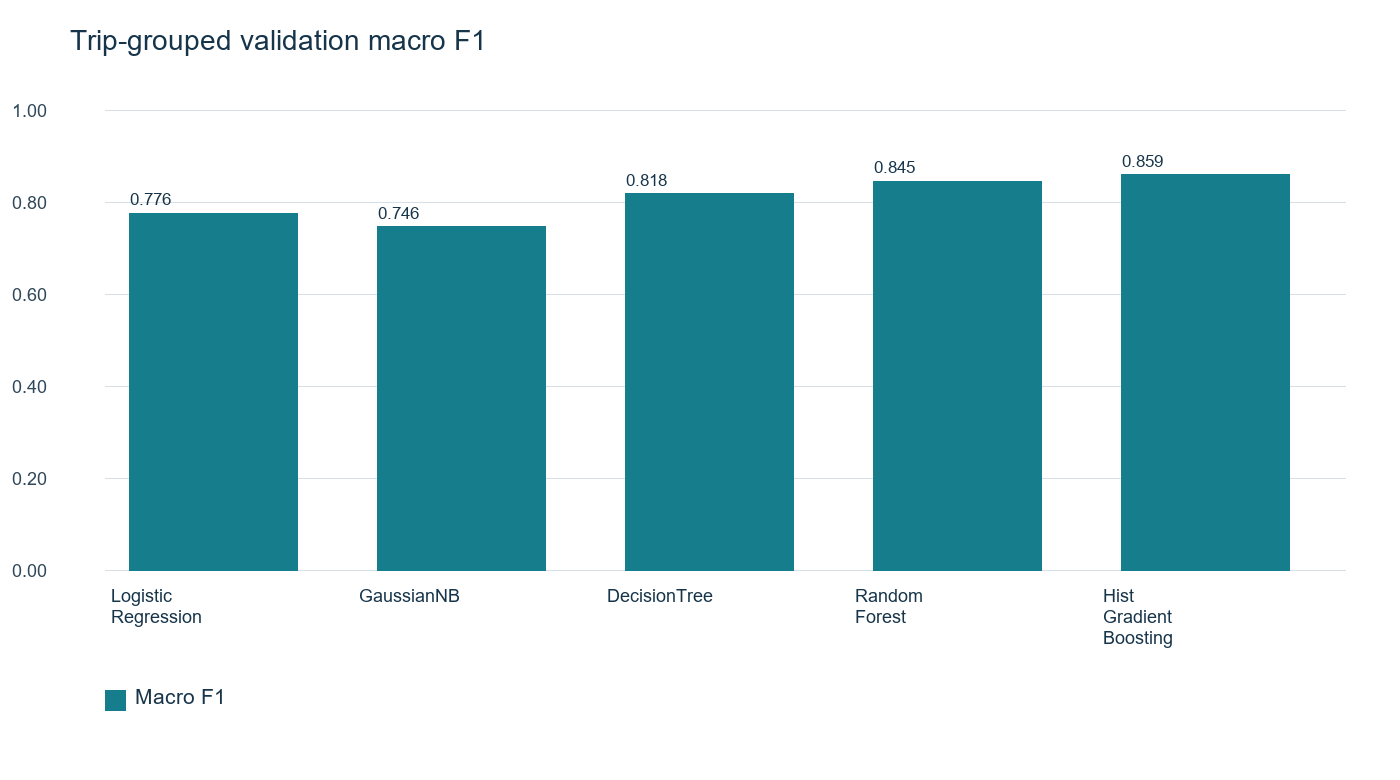 Trip-grouped validation macro F1
1.00
0.80
0.60
0.40
0.20
0.00
0.776
0.746
0.818
0.845
0.859
Logistic
Regression
GaussianNB
DecisionTree
Random
Forest
Hist
Gradient
Boosting
Macro F1